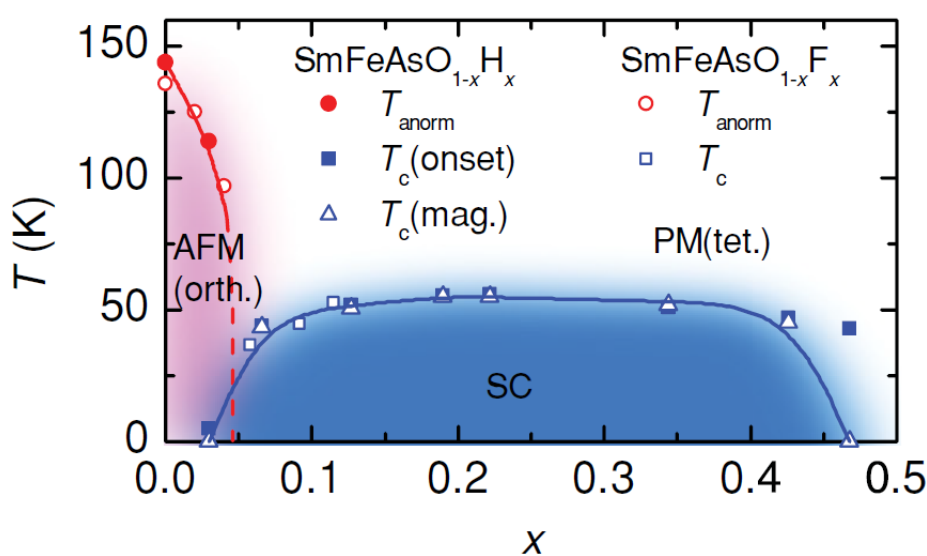 150
100
50
0
T (K)
SmFeAsO1-xHx
Tanorm
Tc(onset)
Tc(mag.)
SmFeAsO1-xFx
Tanorm
Tc
AFM
(orth.)
PM(tet.)
SC
0.0 0.1 0.2 0.3 0.4 0.5
x